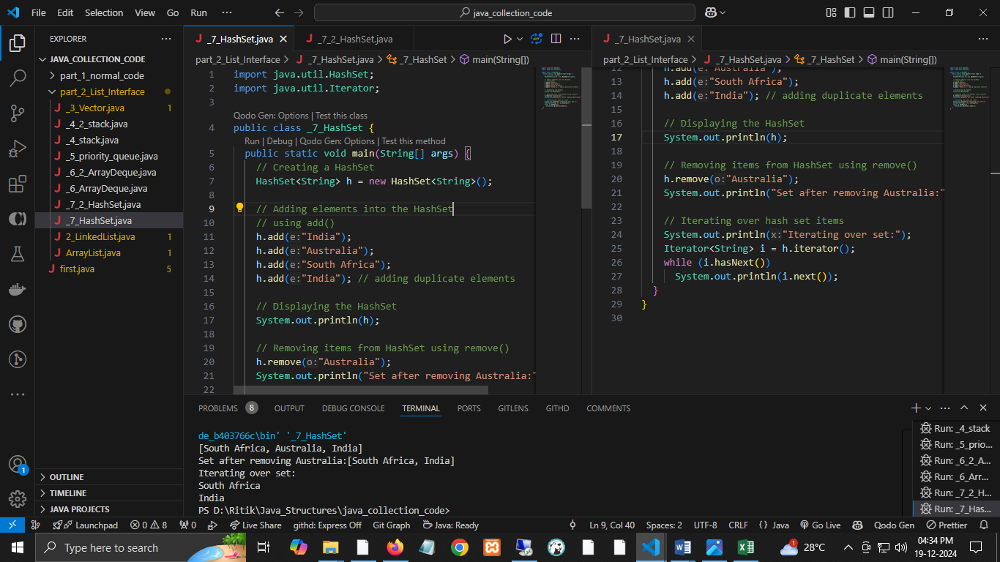 File Edit Selection View Go Run ··· java_collection_code
EXPLORER
JAVA_COLLECTION_CODE
part_1_normal_code
part_2_List_Interface
J _3_Vector.java 1
J _4_2_stack.java
J _4_stack.java
J _5_priority_queue.java
J _6_2_ArrayDeque.java
J _6_ArrayDeque.java
J _7_2_HashSet.java
J _7_HashSet.java
J 2_LinkedList.java 1
J ArrayList.java 1
J first.java 5
OUTLINE
TIMELINE
JAVA PROJECTS
1
J _7_HashSet.java J _7_2_HashSet.java
part_2_List_Interface > J _7_HashSet.java > _7_HashSet > main(String[])
1 import java.util.HashSet;
2 import java.util.Iterator;
3
Qodo Gen: Options | Test this class
4 public class _7_HashSet {
Run | Debug | Qodo Gen: Options | Test this method
5 public static void main(String[] args) {
6 // Creating a HashSet
7 HashSet<String> h = new HashSet<String>();
8
9 // Adding elements into the HashSet
10 // using add()
11 h.add(e:"India");
12 h.add(e:"Australia");
13 h.add(e:"South Africa");
14 h.add(e:"India"); // adding duplicate elements
15
16 // Displaying the HashSet
17 System.out.println(h);
18
19 // Removing items from HashSet using remove()
20 h.remove(o:"Australia");
21 System.out.println("Set after removing Australia:"
22
J _7_HashSet.java
part_2_List_Interface > J _7_HashSet.java > _7_HashSet > main(String[])
12 h.add(e:"Australia");
13 h.add(e:"South Africa");
14 h.add(e:"India"); // adding duplicate elements
15
16 // Displaying the HashSet
17 System.out.println(h);
18
19 // Removing items from HashSet using remove()
20 h.remove(o:"Australia");
21 System.out.println("Set after removing Australia:"
22
23 // Iterating over hash set items
24 System.out.println(x:"Iterating over set:");
25 Iterator<String> i = h.iterator();
26 while (i.hasNext())
27 System.out.println(i.next());
28 }
29 }
30
PROBLEMS 8 OUTPUT DEBUG CONSOLE TERMINAL PORTS GITLENS GITHD COMMENTS
de_b403766c\bin' '_7_HashSet'
[South Africa, Australia, India]
Set after removing Australia:[South Africa, India]
Iterating over set:
South Africa
India
PS D:\Ritik\Java_Structures\java_collection_code>
Run: _4_stack
Run: _5_prio...
Run: _6_2_A...
Run: _6_Arr...
Run: _7_2_H...
Run: _7_Has...
Launchpad 0 8 0 Live Share githd: Express Off Git Graph Java: Ready Ln 9, Col 40 Spaces: 2 UTF-8 CRLF {} Java Go Live Qodo Gen Prettier
Type here to search 1 28°C 04:34 PM
19-12-2024